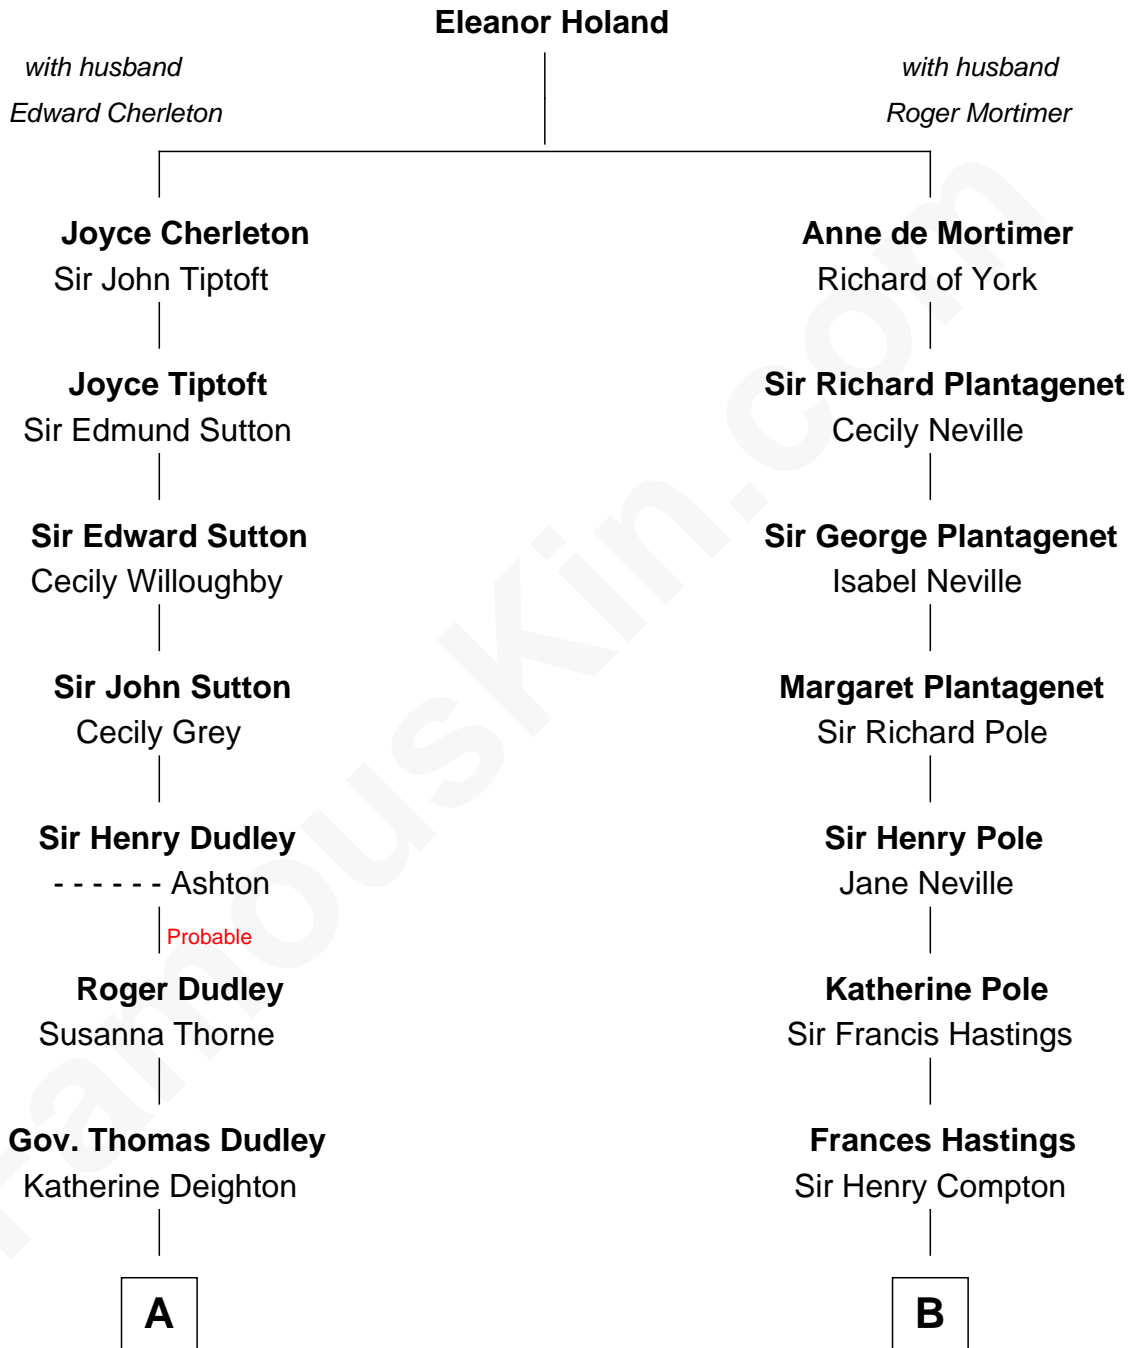 Eleanor Holand
with husband
Edward Cherleton
with husband
Roger Mortimer
Joyce Cherleton
Sir John Tiptoft
Anne de Mortimer
Richard of York
Joyce Tiptoft
Sir Edmund Sutton
Sir Richard Plantagenet
Cecily Neville
Sir Edward Sutton
Cecily Willoughby
Sir George Plantagenet
Isabel Neville
Sir John Sutton
Cecily Grey
Margaret Plantagenet
Sir Richard Pole
Sir Henry Dudley
- - - - - - Ashton
Probable
Sir Henry Pole
Jane Neville
Roger Dudley
Susanna Thorne
Katherine Pole
Sir Francis Hastings
Gov. Thomas Dudley
Katherine Deighton
Frances Hastings
Sir Henry Compton
A
B
FamousKin.com